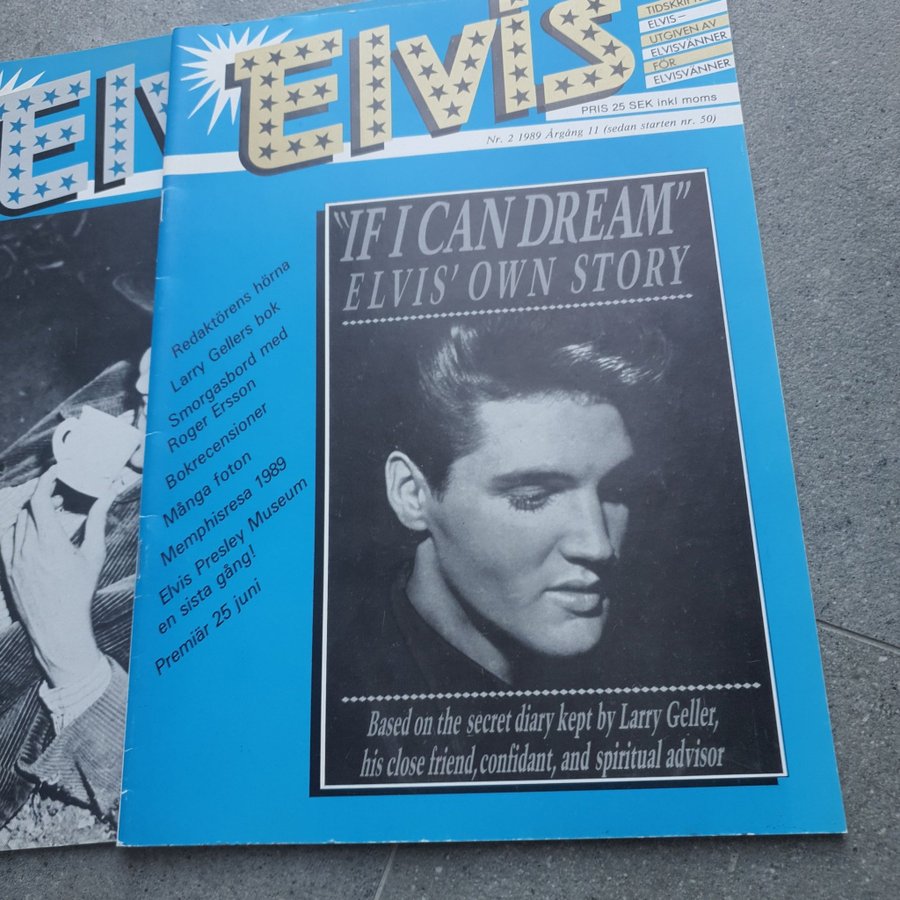 Elvis
TIDSKRIFTEN
ELVIS –
UTGIVEN AV
ELVISVÄNNER
FÖR
ELVISVÄNNER
PRIS 25 SEK inkl moms
Nr. 2 1989 Årgång 11 (sedan starten nr. 50)
"IF I CAN DREAM"
ELVIS' OWN STORY
Redaktörens hörna
Larry Gellers bok
Smorgasbord med
Roger Ersson
Bokrecensioner
Många foton
Memphisresa 1989
Elvis Presley Museum
en sista gång!
Premiär 25 juni
Based on the secret diary kept by Larry Geller,
his close friend, confidant, and spiritual advisor
Elv